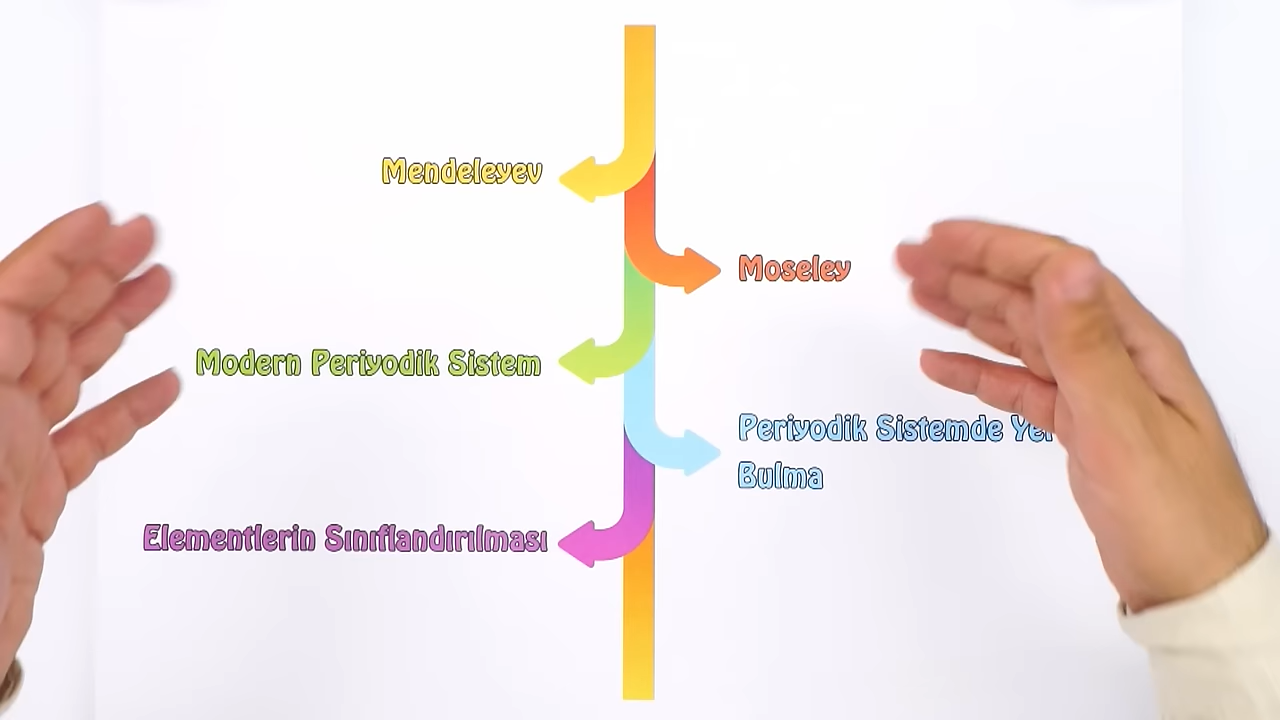 Mendeleyev
Moseley
Modern Periyodik Sistem
Periyodik Sistemde
Bulma
Elementlerin Sınıflandırılması